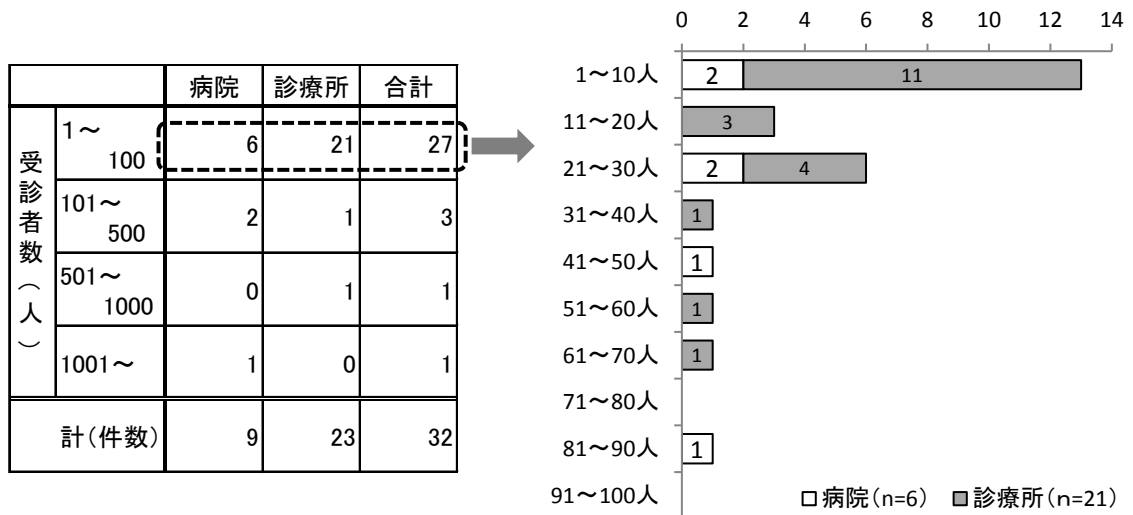 病院 診療所 合計
受診者数（人）
1～100 6 21 27
101～500 2 1 3
501～1000 0 1 1
1001～ 1 0 1
計（件数） 9 23 32
0 2 4 6 8 10 12 14
1～10人 2 11
11～20人 3
21～30人 2 4
31～40人 1
41～50人 1
51～60人 1
61～70人 1
71～80人
81～90人 1
91～100人
病院（n=6） 診療所（n=21）